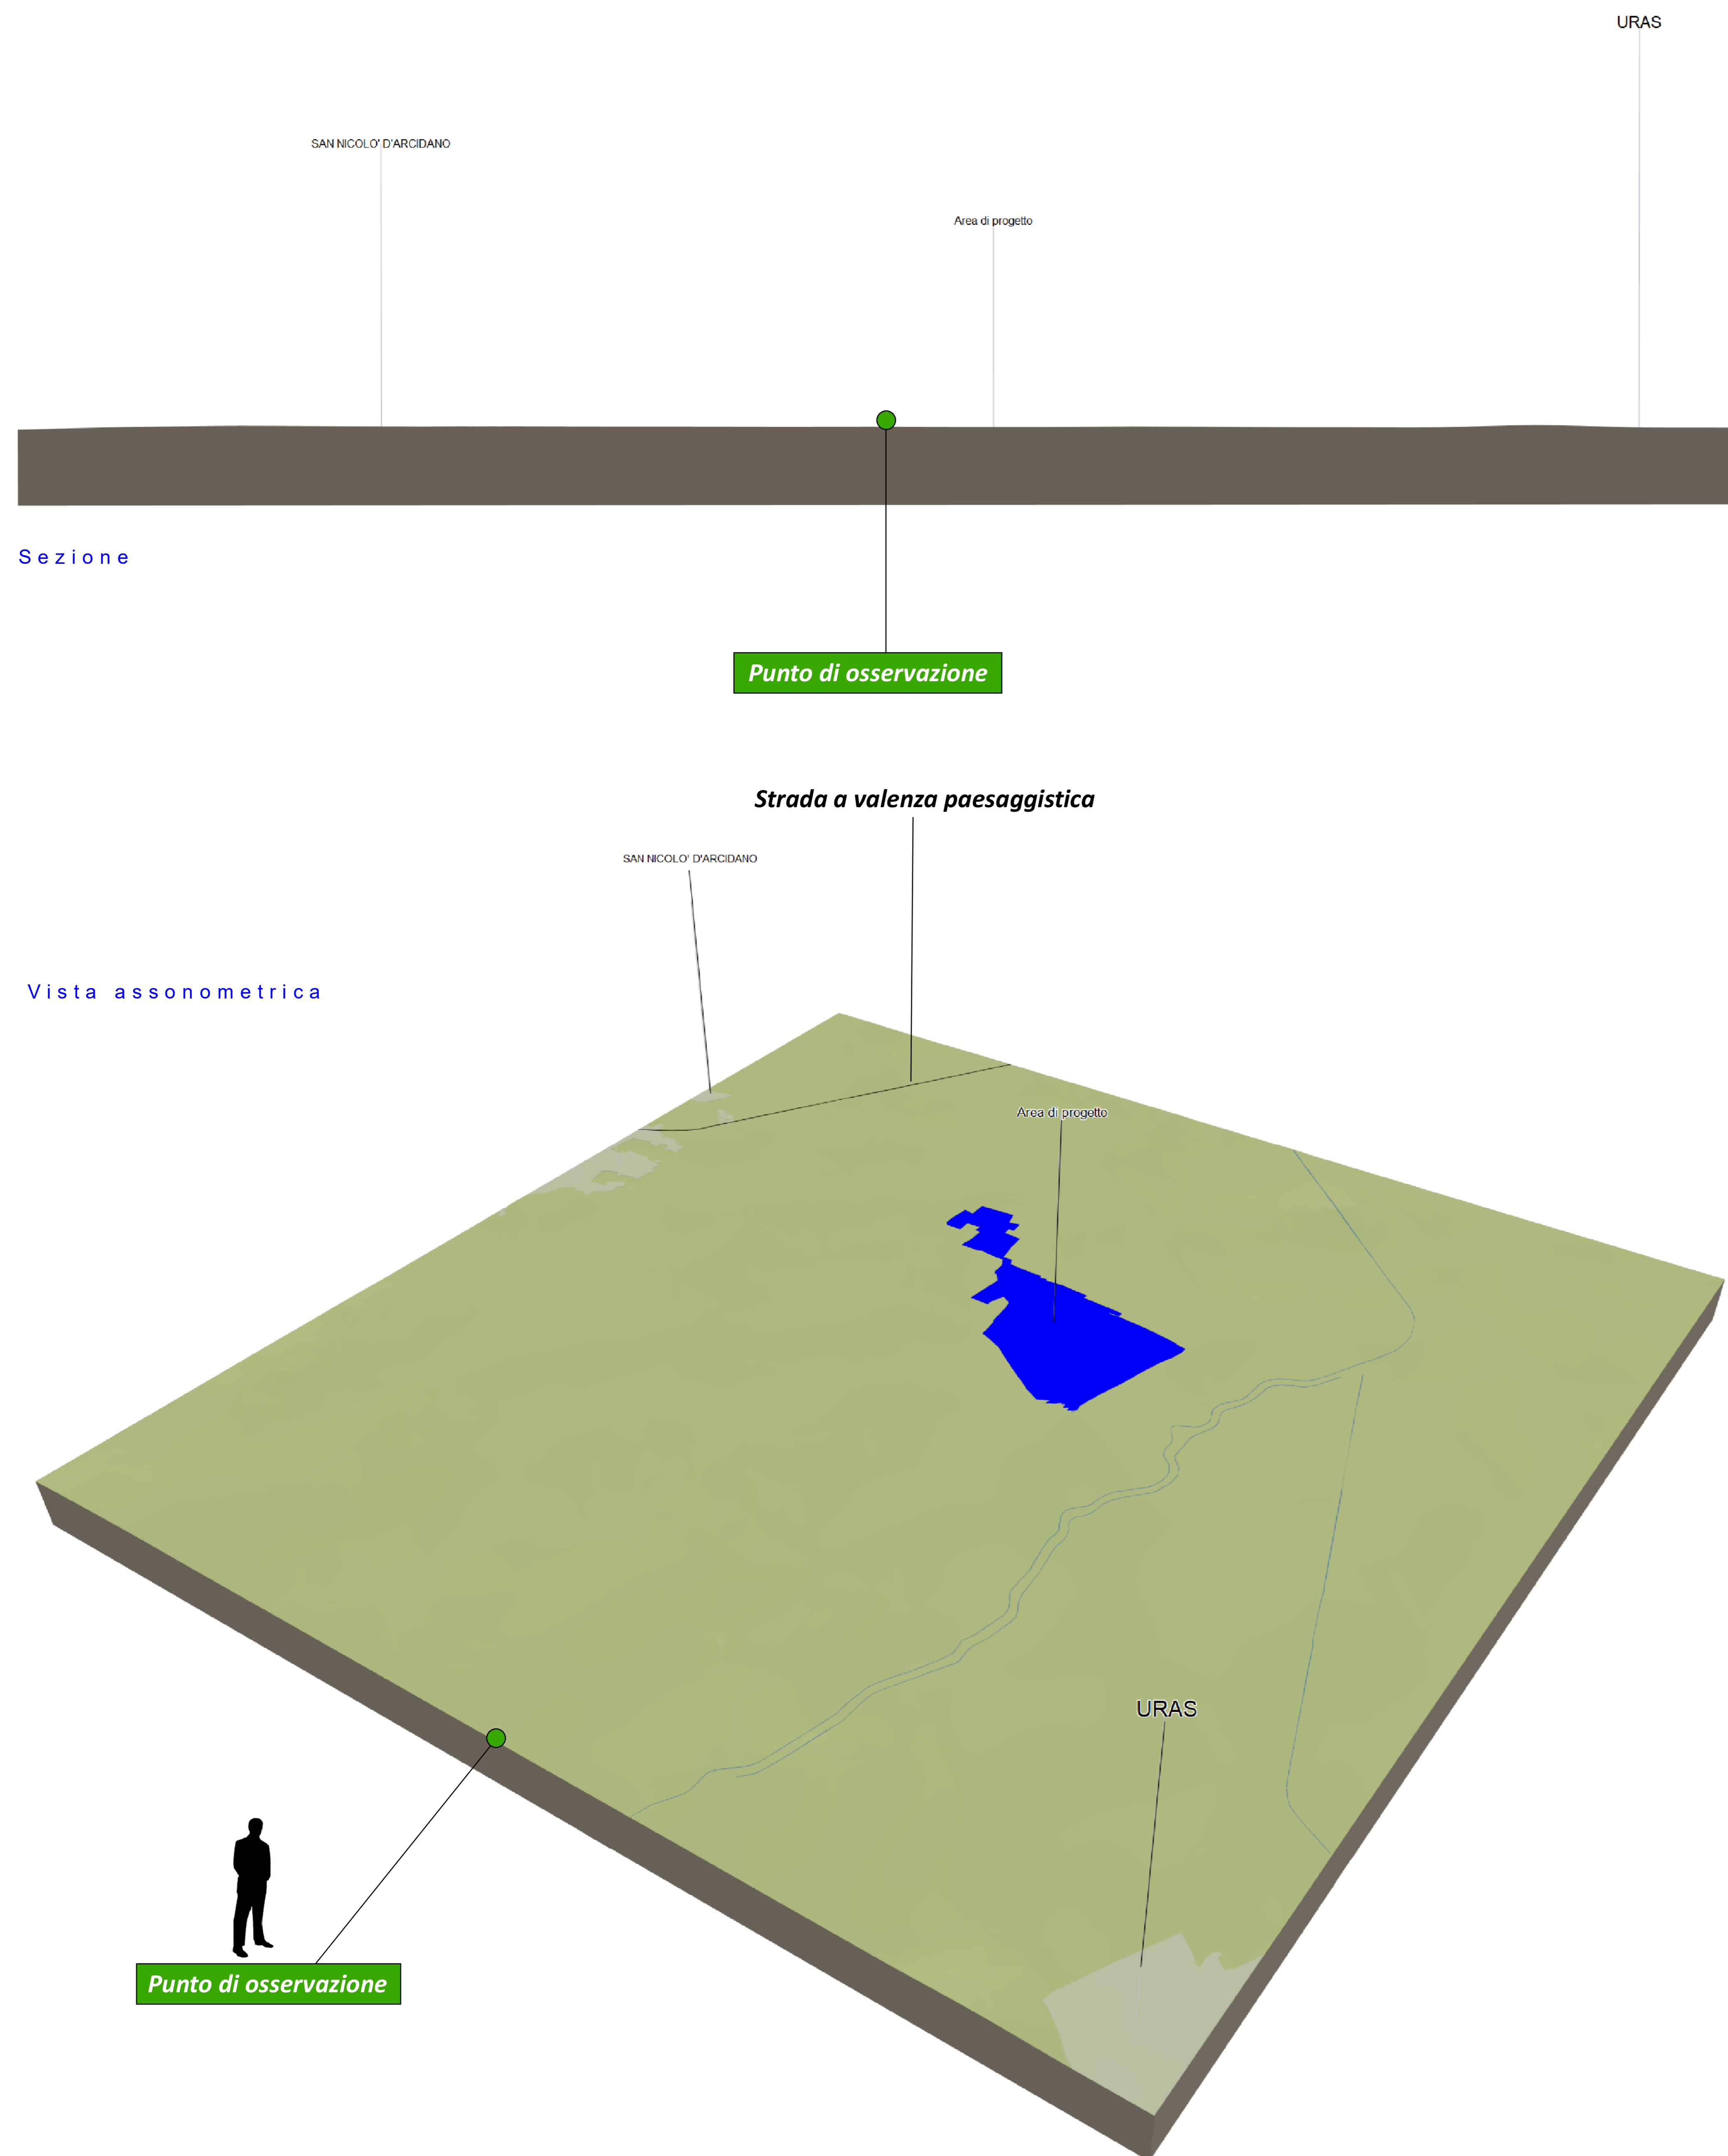 URAS
SAN NICOLO' D'ARCIDANO
Area di progetto
Sezione
Punto di osservazione
Strada a valenza paesaggistica
SAN NICOLO' D'ARCIDANO
Vista assonometrica
Area di progetto
URAS
Punto di osservazione